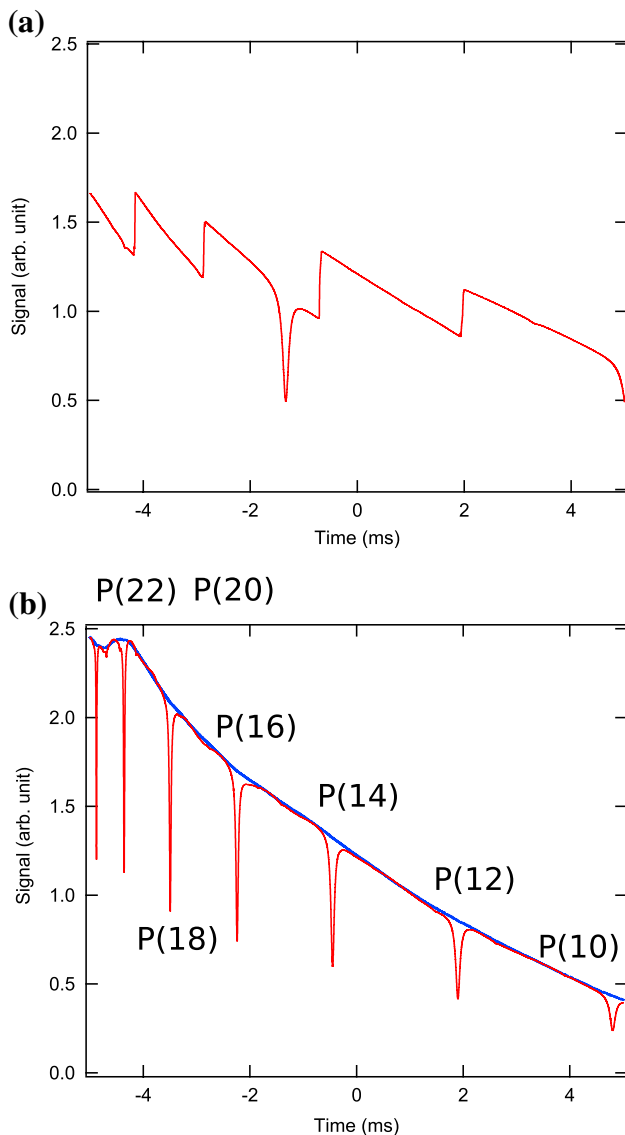 (a)
2.5
2.0
1.5
1.0
0.5
0.0
Signal (arb. unit)
-4 -2 0 2 4
Time (ms)
P(22) P(20)
(b)
2.5
2.0
1.5
1.0
0.5
0.0
Signal (arb. unit)
P(16)
P(14)
P(12)
P(18)
P(10)
-4 -2 0 2 4
Time (ms)